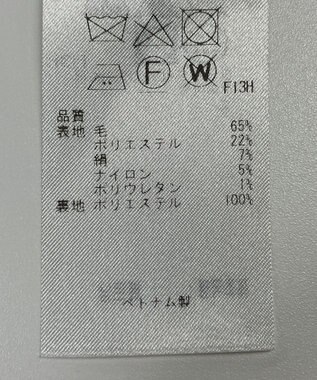 F W F13H
品質
表地 毛 65%
ポリエステル 22%
絹 7%
ナイロン 5%
ポリウレタン 1%
裏地 ポリエステル 100%
ベトナム製